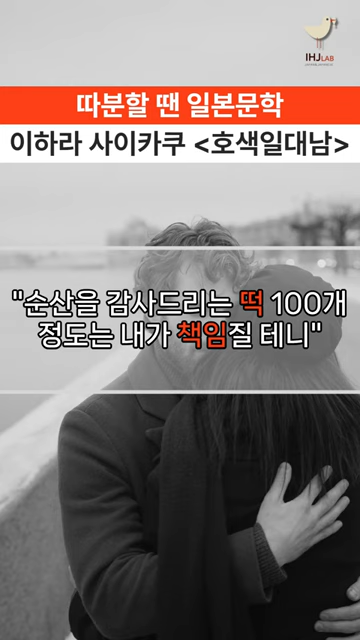 IHJLAB
따분할 땐 일본문학
이하라 사이카쿠 <호색일대남>
"순산을 감사드리는 떡 100개
정도는 내가 책임질 테니"